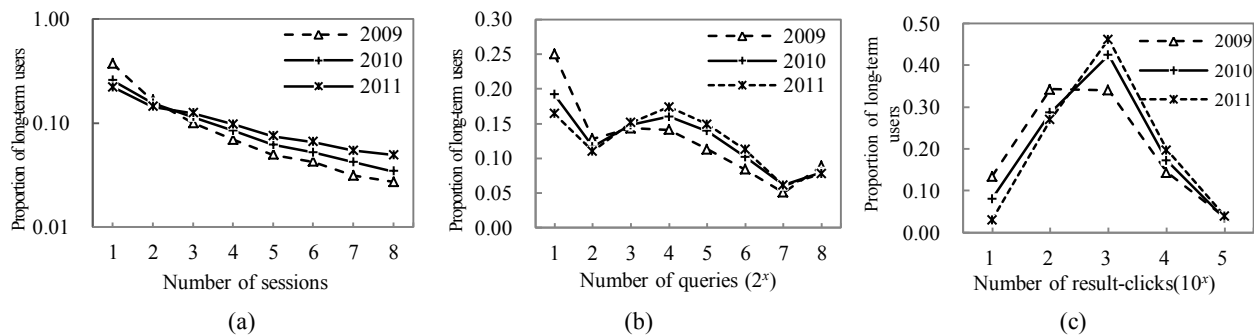 1.00
0.10
0.01
Proportion of long-term users
2009
2010
2011
1 2 3 4 5 6 7 8
Number of sessions
(a)
0.30
0.25
0.20
0.15
0.10
0.05
0.00
Proportion of long-term users
2009
2010
2011
1 2 3 4 5 6 7 8
Number of queries (2ˣ)
(b)
0.50
0.40
0.30
0.20
0.10
0.00
Proportion of long-term
users
2009
2010
2011
1 2 3 4 5
Number of result-clicks(10ˣ)
(c)